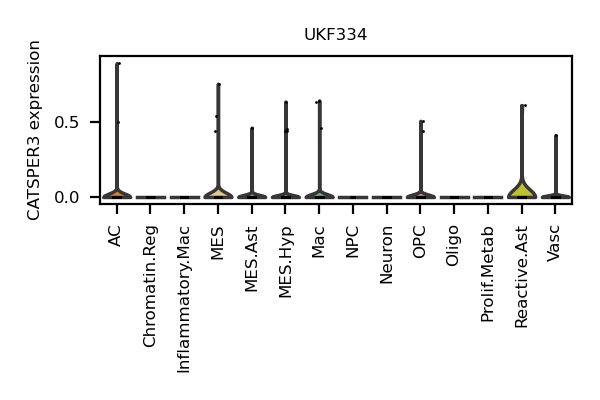 UKF334
CATSPER3 expression
0.5
0.0
AC
Chromatin.Reg
Inflammatory.Mac
MES
MES.Ast
MES.Hyp
Mac
NPC
Neuron
OPC
Oligo
Prolif.Metab
Reactive.Ast
Vasc